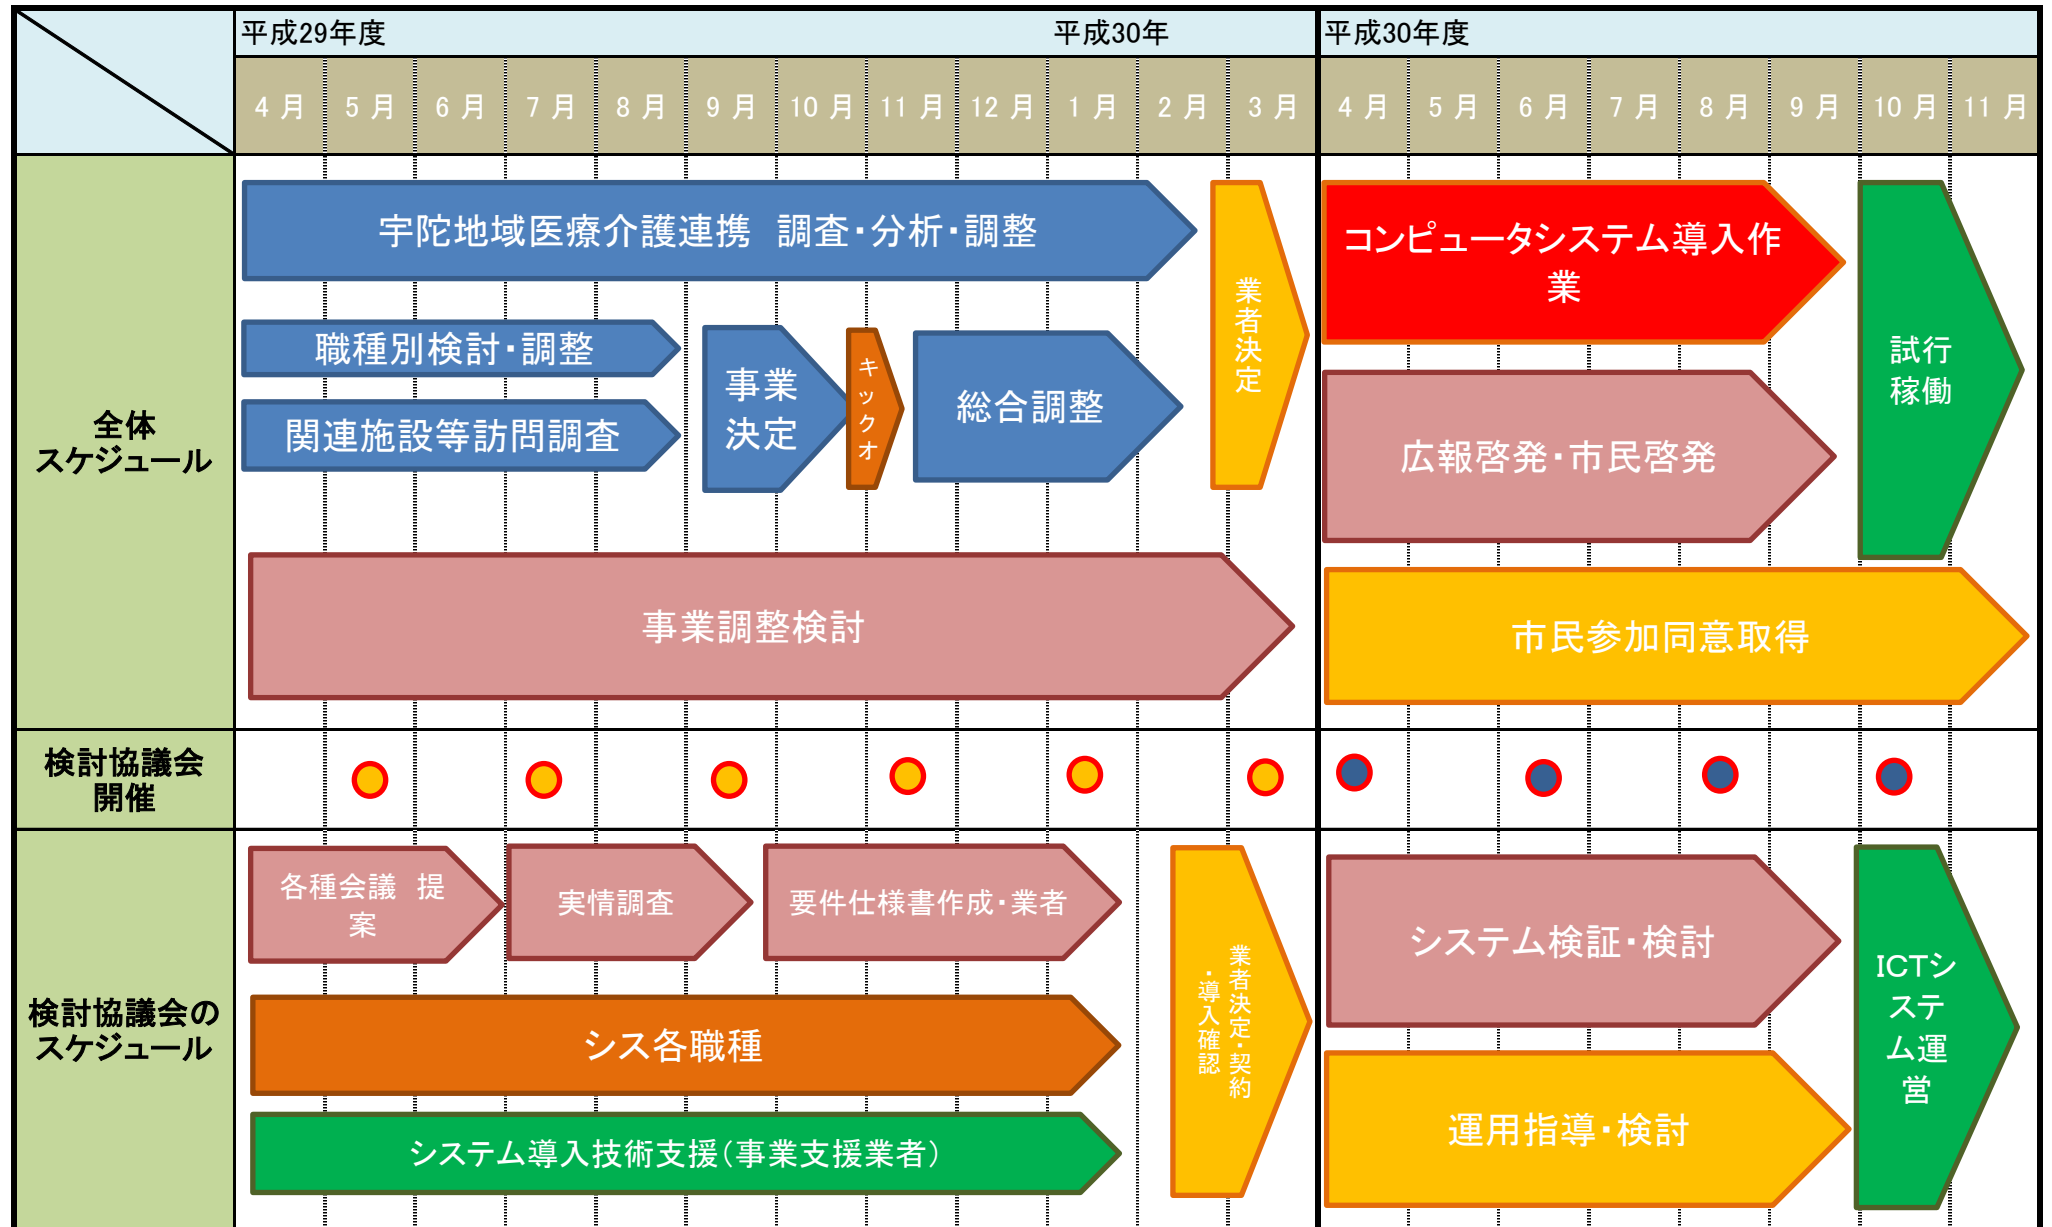 平成29年度
平成30年
平成30年度
4 月
5 月
6 月
7 月
8 月
9 月
10 月
11 月
12 月
1 月
2 月
3 月
4 月
5 月
6 月
7 月
8 月
9 月
10 月
11 月
全体
スケジュール
宇陀地域医療介護連携　調査・分析・調整
職種別検討・調整
関連施設等訪問調査
事業
決定
キックオ
総合調整
業者決定
事業調整検討
コンピュータシステム導入作
業
広報啓発・市民啓発
試行
稼働
市民参加同意取得
検討協議会
開催
検討協議会の
スケジュール
各種会議　提
案
実情調査
要件仕様書作成・業者
シス各職種
システム導入技術支援（事業支援業者）
業者決定・契約
・導入確認
システム検証・検討
運用指導・検討
ICTシ
ステ
ム運
営